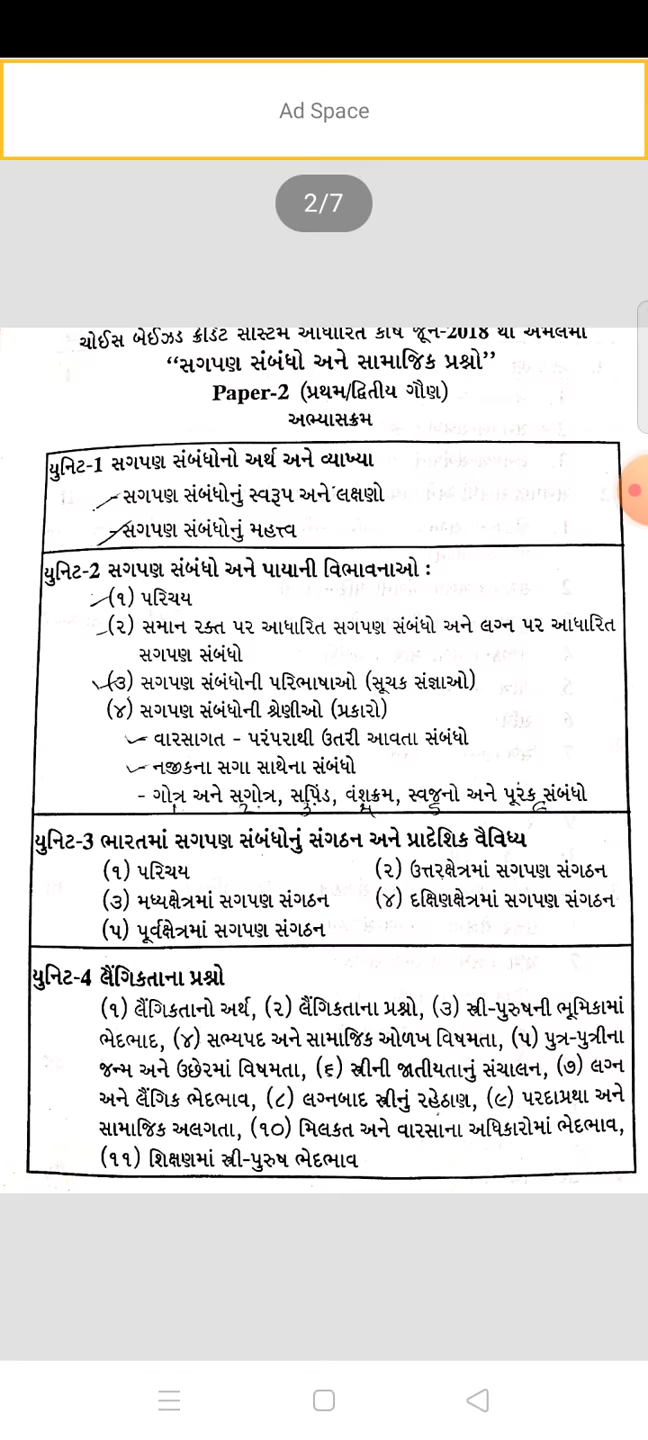 Ad Space
2/7
ચોઈસ બેઈઝડ ક્રેડિટ સીસ્ટમ આધારિત કોર્ષ જૂન-2018 થી અમલમાં
“સગપણ સંબંધો અને સામાજિક પ્રશ્નો”
Paper-2 (પ્રથમ/દ્વિતીય ગૌણ)
અભ્યાસક્રમ
યુનિટ-1 સગપણ સંબંધોનો અર્થ અને વ્યાખ્યા
સગપણ સંબંધોનું સ્વરૂપ અને લક્ષણો
સગપણ સંબંધોનું મહત્ત્વ
યુનિટ-2 સગપણ સંબંધો અને પાયાની વિભાવનાઓ :
(૧) પરિચય
(૨) સમાન રક્ત પર આધારિત સગપણ સંબંધો અને લગ્ન પર આધારિત
સગપણ સંબંધો
(૩) સગપણ સંબંધોની પરિભાષાઓ (સૂચક સંજ્ઞાઓ)
(૪) સગપણ સંબંધોની શ્રેણીઓ (પ્રકારો)
વારસાગત - પરંપરાથી ઉતરી આવતા સંબંધો
નજીકના સગા સાથેના સંબંધો
- ગોત્ર અને સગોત્ર, સપિંડ, વંશક્રમ, સ્વજનો અને પૂરક સંબંધો
યુનિટ-3 ભારતમાં સગપણ સંબંધોનું સંગઠન અને પ્રાદેશિક વૈવિધ્ય
(૧) પરિચય (૨) ઉત્તરક્ષેત્રમાં સગપણ સંગઠન
(૩) મધ્યક્ષેત્રમાં સગપણ સંગઠન (૪) દક્ષિણક્ષેત્રમાં સગપણ સંગઠન
(૫) પૂર્વક્ષેત્રમાં સગપણ સંગઠન
યુનિટ-4 લૈંગિકતાના પ્રશ્નો
(૧) લૈંગિકતાનો અર્થ, (૨) લૈંગિકતાના પ્રશ્નો, (૩) સ્ત્રી-પુરુષની ભૂમિકામાં
ભેદભાદ, (૪) સભ્યપદ અને સામાજિક ઓળખ વિષમતા, (૫) પુત્ર-પુત્રીના
જન્મ અને ઉછેરમાં વિષમતા, (૬) સ્ત્રીની જાતીયતાનું સંચાલન, (૭) લગ્ન
અને લૈંગિક ભેદભાવ, (૮) લગ્નબાદ સ્ત્રીનું રહેઠાણ, (૯) પરદાપ્રથા અને
સામાજિક અલગતા, (૧૦) મિલકત અને વારસાના અધિકારોમાં ભેદભાવ,
(૧૧) શિક્ષણમાં સ્ત્રી-પુરુષ ભેદભાવ